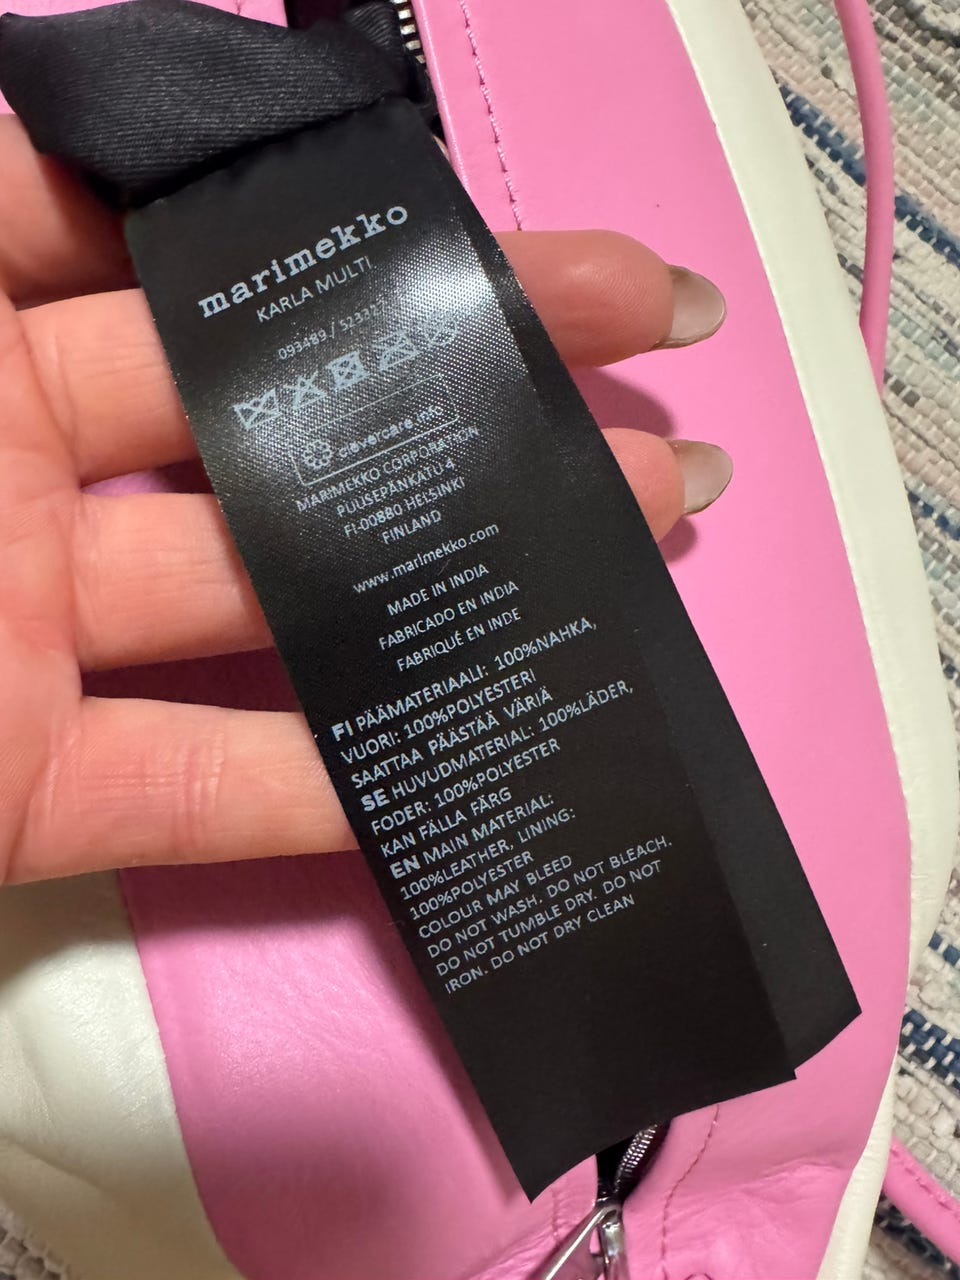 marimekko
KARLA MULTI
093489 /
clevercare.info
MARIMEKKO CORPORATION
PUUSEPÄNKATU 4
FI-00880 HELSINKI
FINLAND
www.marimekko.com
MADE IN INDIA
FABRICADO EN INDIA
FABRIQUÉ EN INDE
FI PÄÄMATERIAALI: 100%NAHKA,
VUORI: 100%POLYESTERI
SAATTAA PÄÄSTÄÄ VÄRIÄ
SE HUVUDMATERIAL: 100%LÄDER,
FODER: 100%POLYESTER
KAN FÄLLA FÄRG
EN MAIN MATERIAL:
100%LEATHER, LINING:
100%POLYESTER
COLOUR MAY BLEED
DO NOT WASH. DO NOT BLEACH.
DO NOT TUMBLE DRY. DO NOT
IRON. DO NOT DRY CLEAN